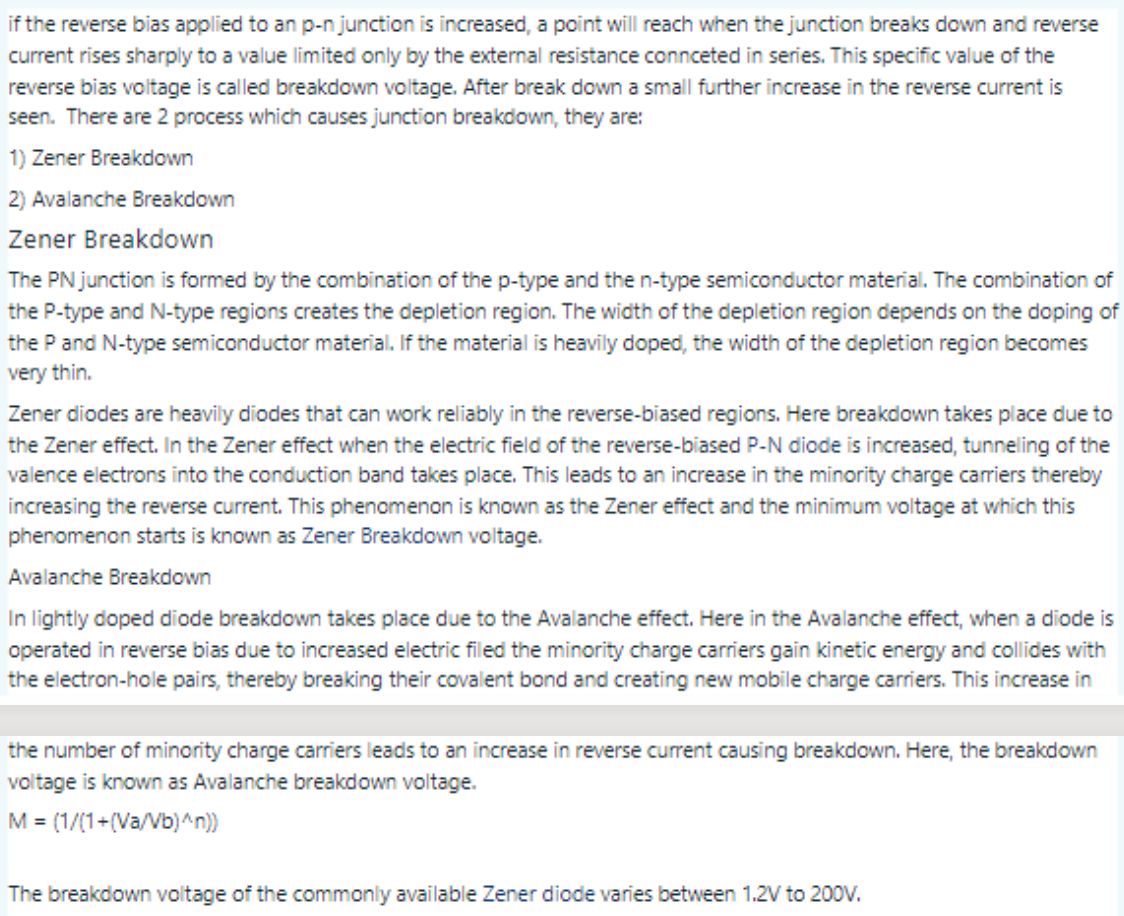 if the reverse bias applied to an p-n junction is increased, a point will reach when the junction breaks down and reverse
current rises sharply to a value limited only by the external resistance connceted in series. This specific value of the
reverse bias voltage is called breakdown voltage. After break down a small further increase in the reverse current is
seen. There are 2 process which causes junction breakdown, they are:
1) Zener Breakdown
2) Avalanche Breakdown
Zener Breakdown
The PN junction is formed by the combination of the p-type and the n-type semiconductor material. The combination of
the P-type and N-type regions creates the depletion region. The width of the depletion region depends on the doping of
the P and N-type semiconductor material. If the material is heavily doped, the width of the depletion region becomes
very thin.
Zener diodes are heavily diodes that can work reliably in the reverse-biased regions. Here breakdown takes place due to
the Zener effect. In the Zener effect when the electric field of the reverse-biased P-N diode is increased, tunneling of the
valence electrons into the conduction band takes place. This leads to an increase in the minority charge carriers thereby
increasing the reverse current. This phenomenon is known as the Zener effect and the minimum voltage at which this
phenomenon starts is known as Zener Breakdown voltage.
Avalanche Breakdown
In lightly doped diode breakdown takes place due to the Avalanche effect. Here in the Avalanche effect, when a diode is
operated in reverse bias due to increased electric filed the minority charge carriers gain kinetic energy and collides with
the electron-hole pairs, thereby breaking their covalent bond and creating new mobile charge carriers. This increase in
the number of minority charge carriers leads to an increase in reverse current causing breakdown. Here, the breakdown
voltage is known as Avalanche breakdown voltage.
M = (1/(1+(Va/Vb)^n))
The breakdown voltage of the commonly available Zener diode varies between 1.2V to 200V.